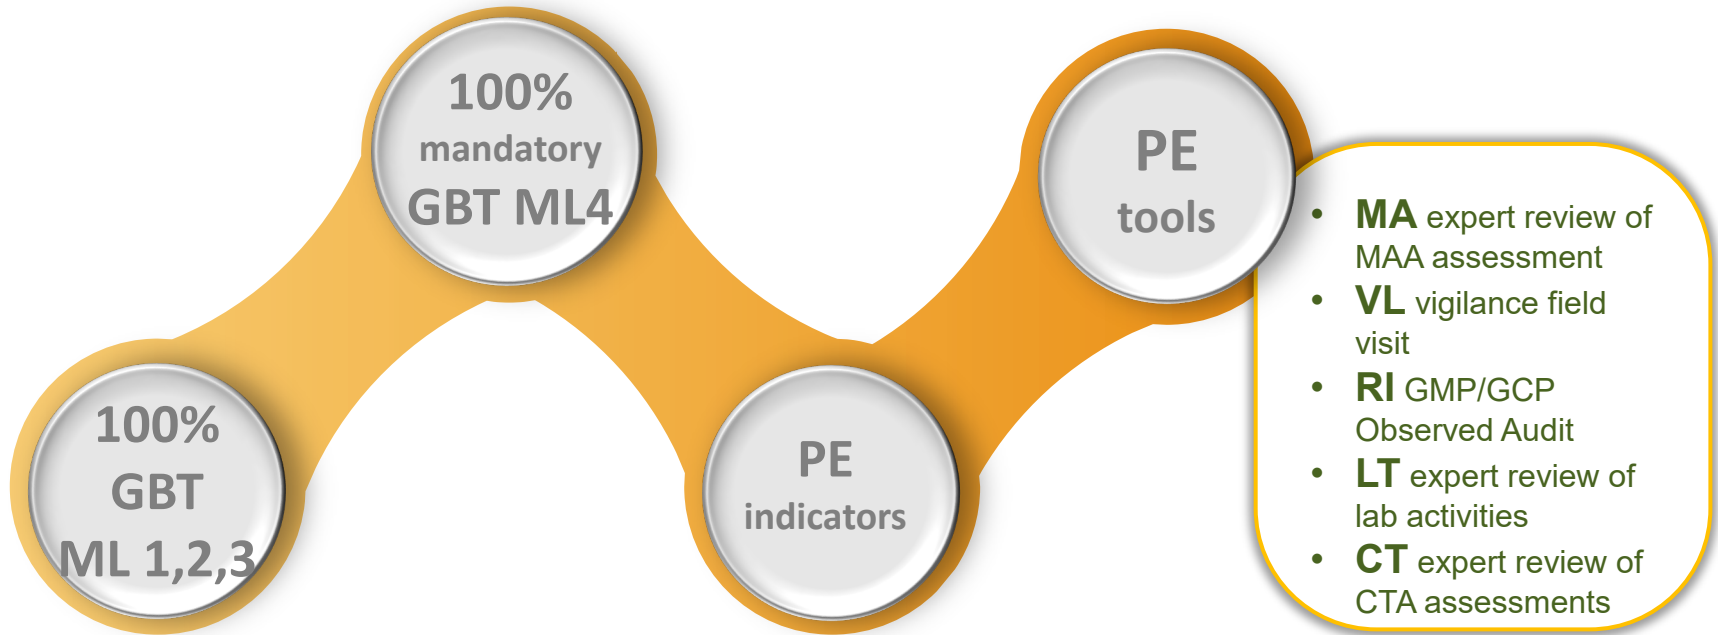 100%
GBT
ML 1,2,3
100%
mandatory
GBT ML4
PE
indicators
PE
tools
• MA expert review of
MAA assessment
• VL vigilance field
visit
• RI GMP/GCP
Observed Audit
• LT expert review of
lab activities
• CT expert review of
CTA assessments